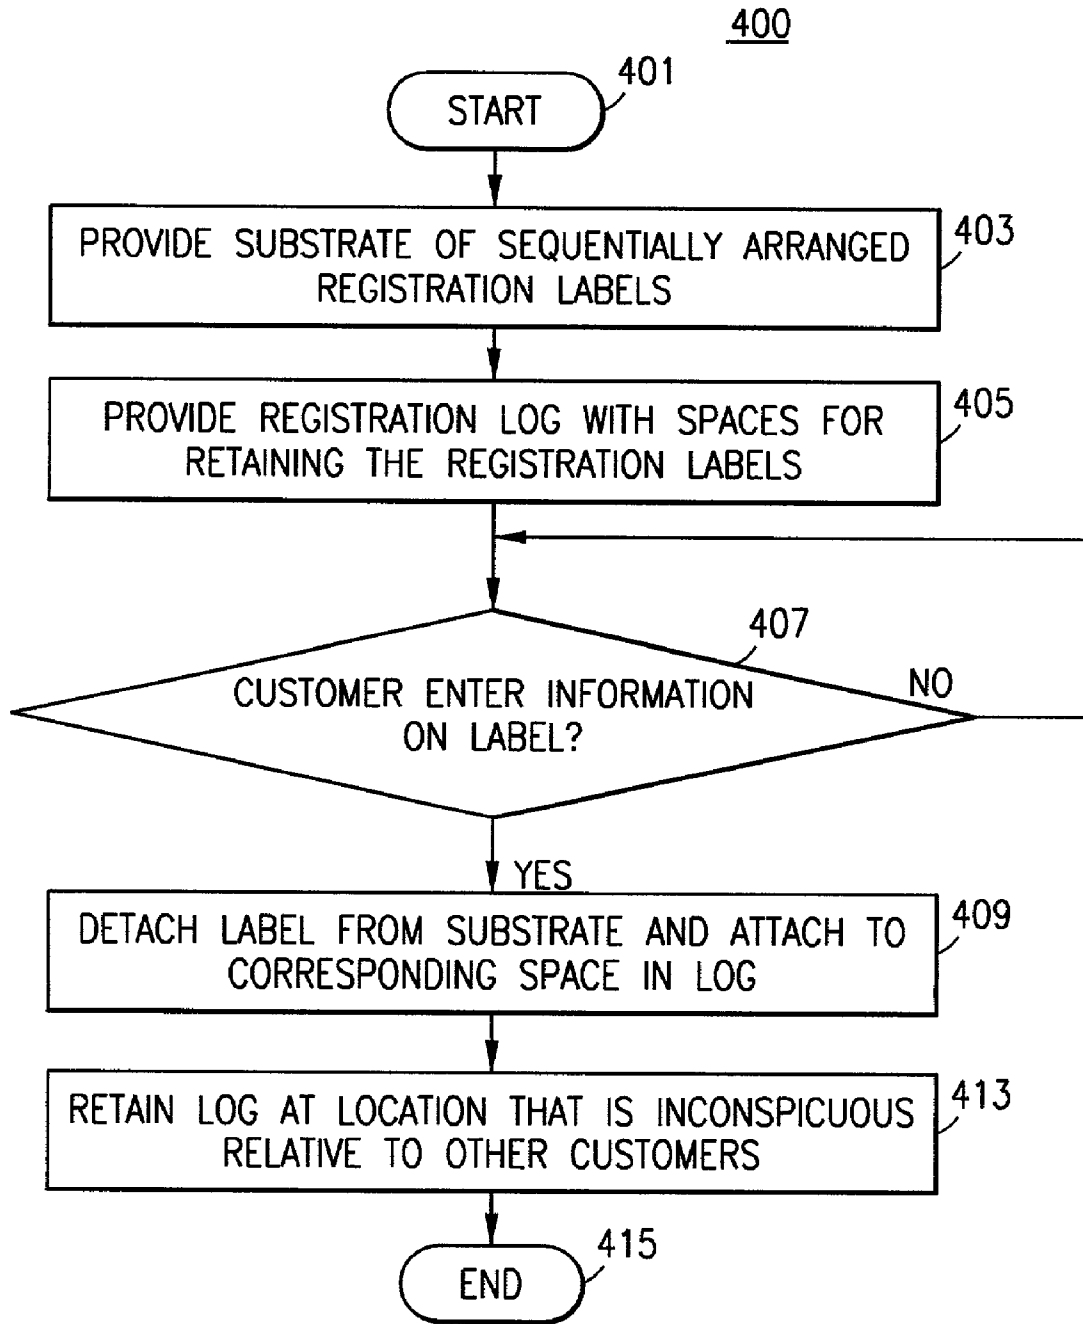 400
START
401
PROVIDE SUBSTRATE OF SEQUENTIALLY ARRANGED
REGISTRATION LABELS
403
PROVIDE REGISTRATION LOG WITH SPACES FOR
RETAINING THE REGISTRATION LABELS
405
CUSTOMER ENTER INFORMATION
ON LABEL?
407
NO
YES
DETACH LABEL FROM SUBSTRATE AND ATTACH TO
CORRESPONDING SPACE IN LOG
409
RETAIN LOG AT LOCATION THAT IS INCONSPICUOUS
RELATIVE TO OTHER CUSTOMERS
413
END
415